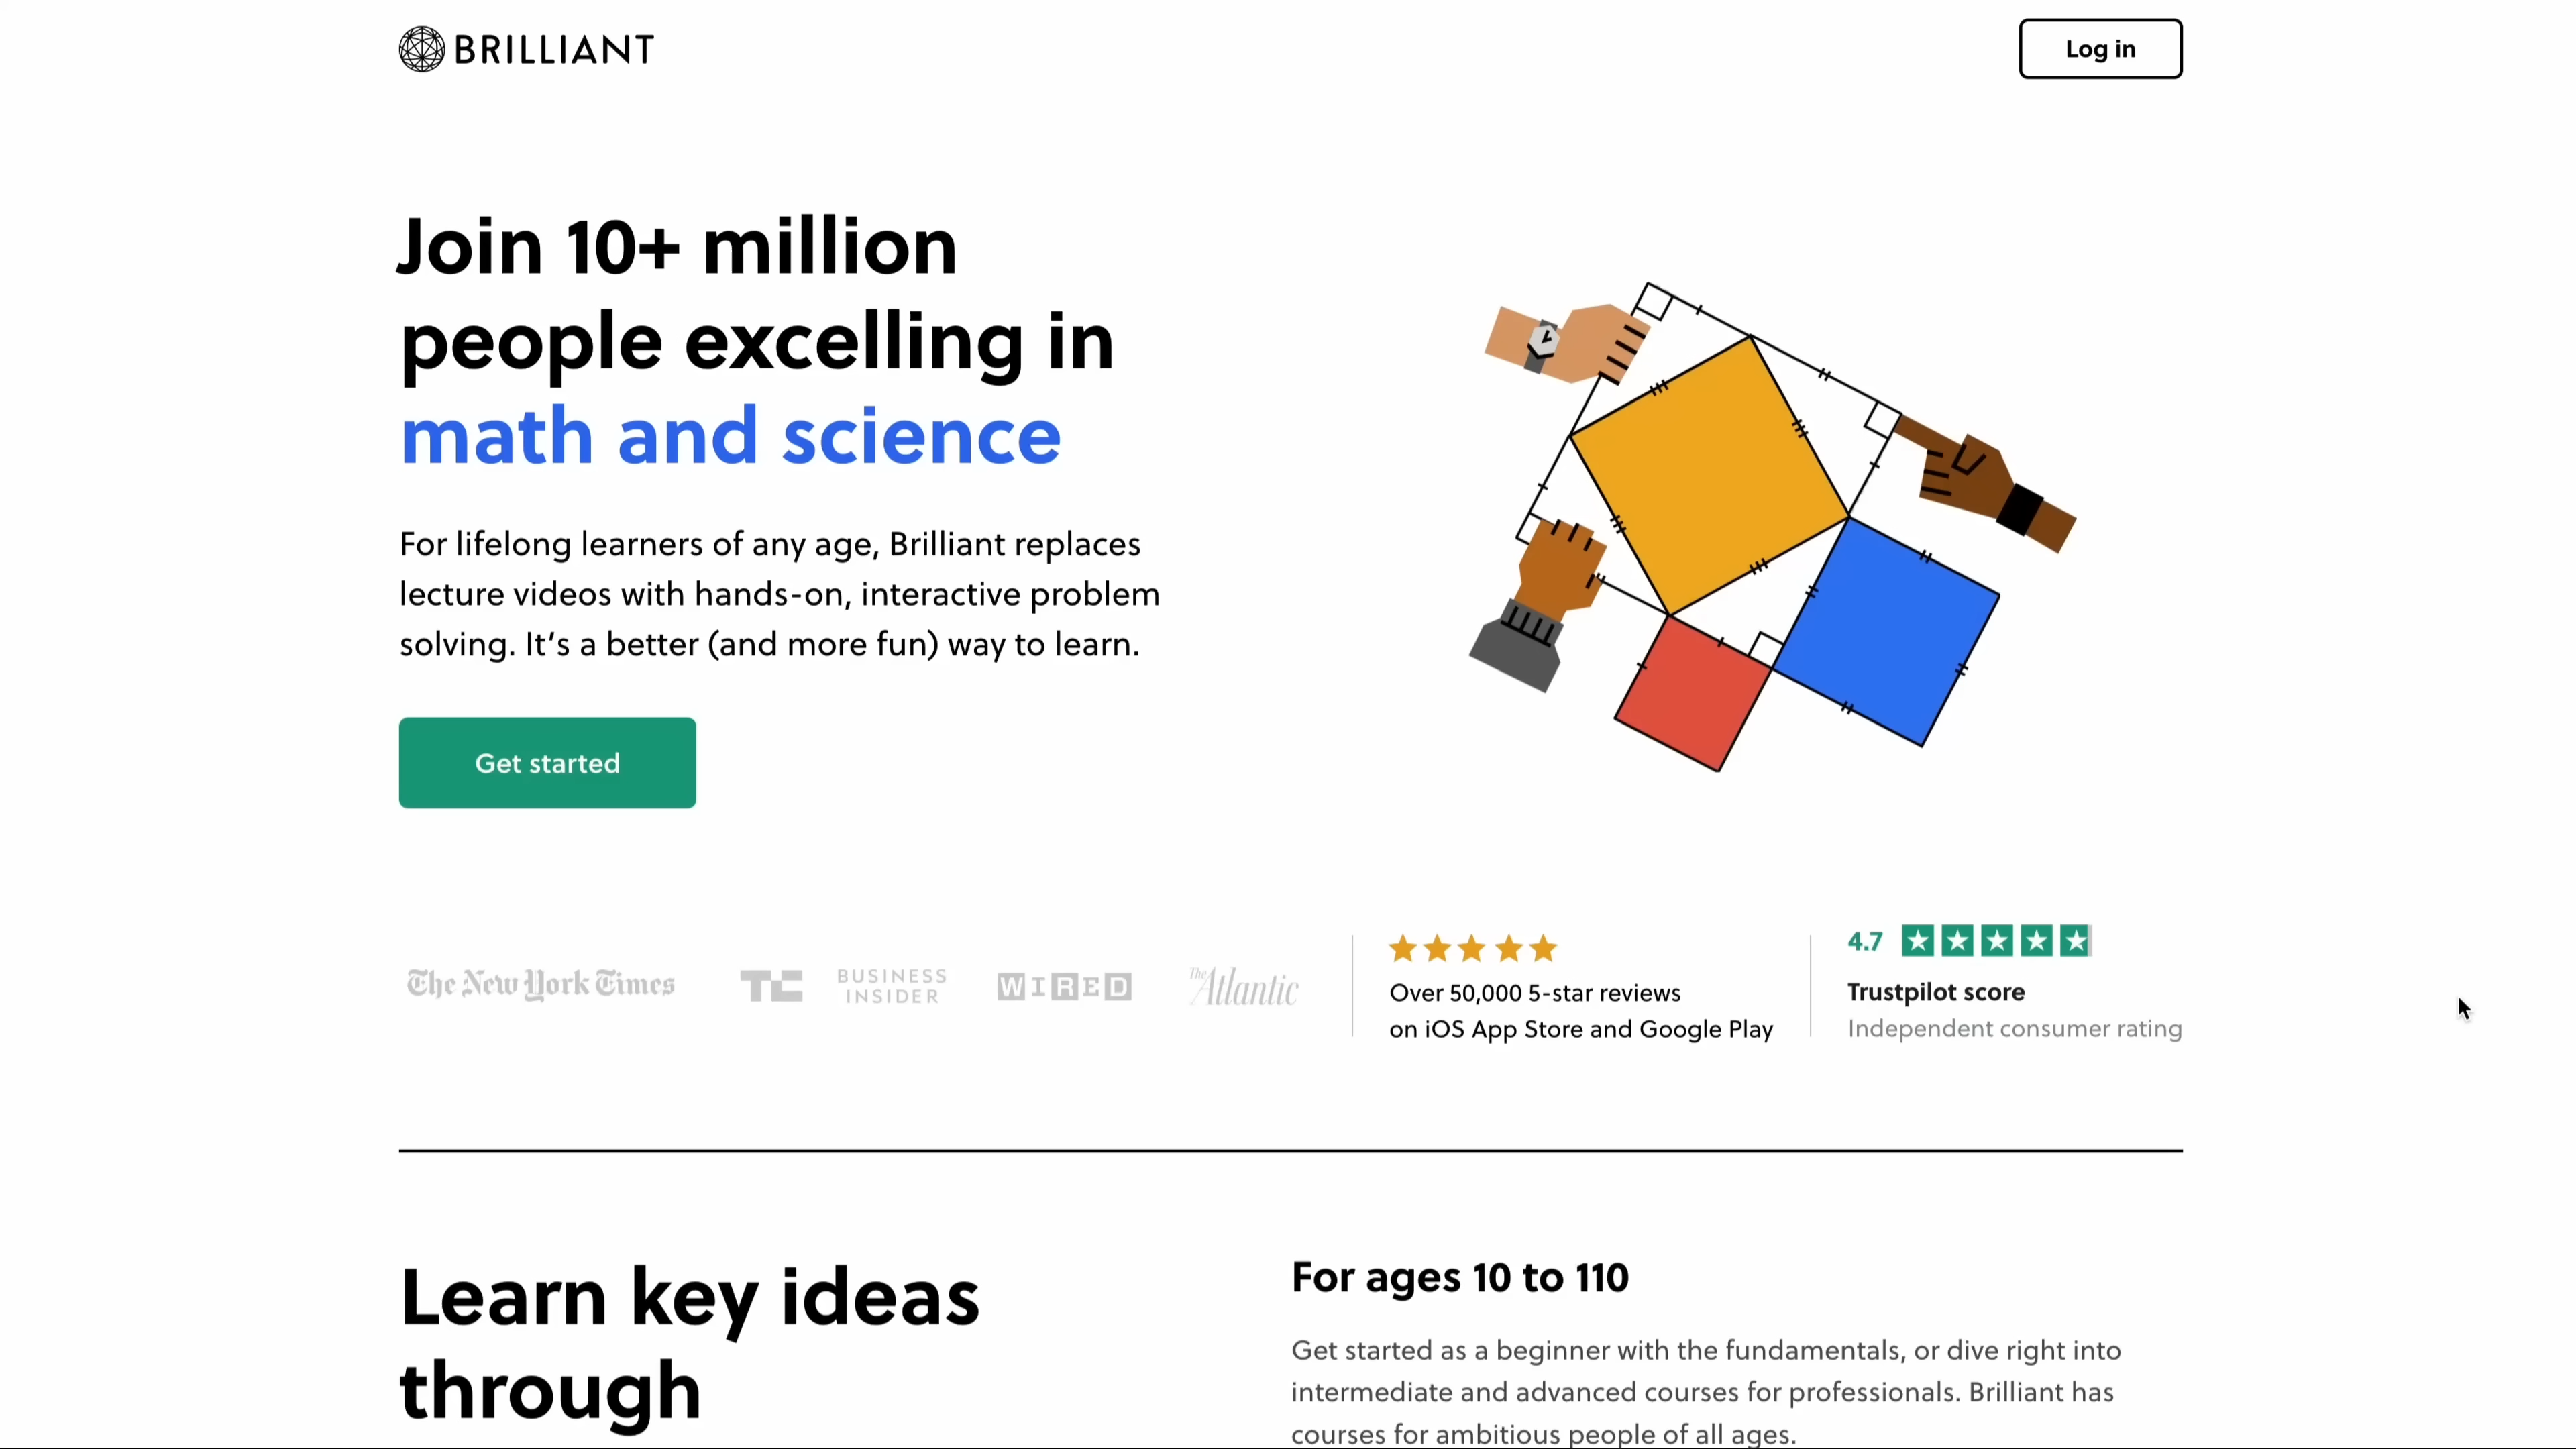 BRILLIANT
Log in
Join 10+ million
people excelling in
math and science
For lifelong learners of any age, Brilliant replaces
lecture videos with hands-on, interactive problem
solving. It’s a better (and more fun) way to learn.
Get started
The New York Times
TC
BUSINESS
INSIDER
WIRED
The Atlantic
Over 50,000 5-star reviews
on iOS App Store and Google Play
4.7
Trustpilot score
Independent consumer rating
Learn key ideas
through
For ages 10 to 110
Get started as a beginner with the fundamentals, or dive right into
intermediate and advanced courses for professionals. Brilliant has
courses for ambitious people of all ages.